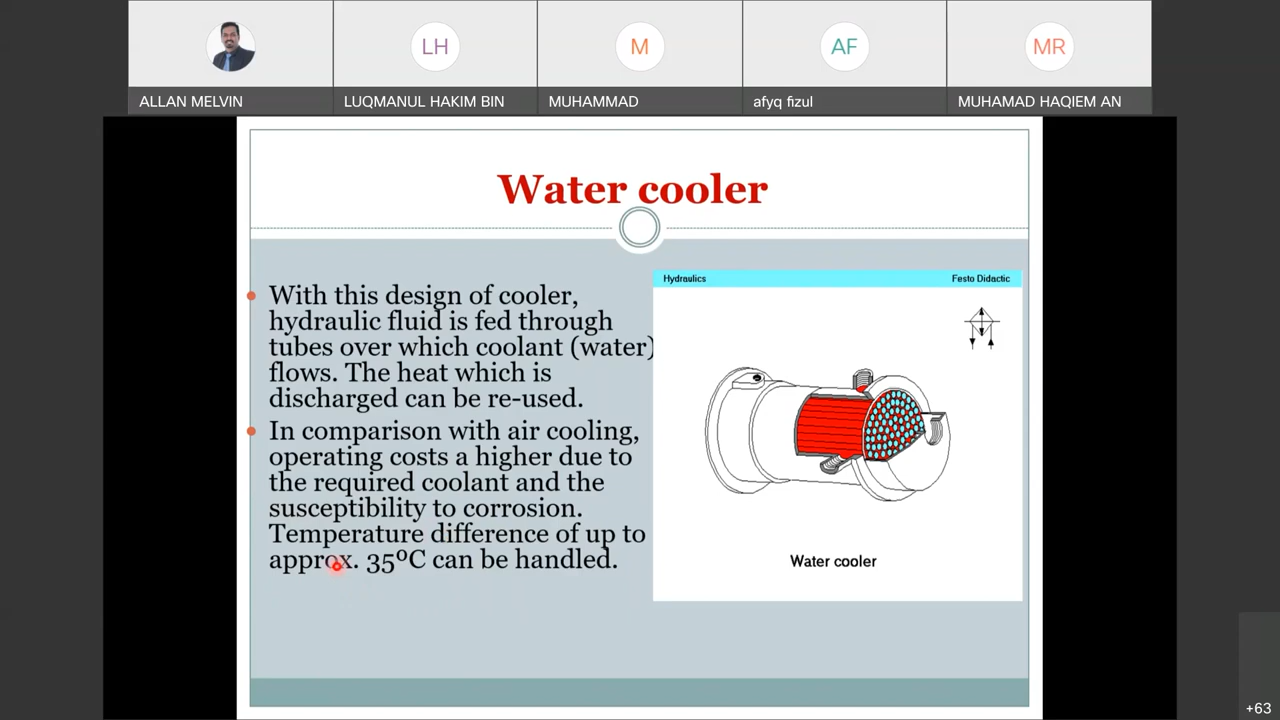 LH
M
AF
MR
ALLAN MELVIN
LUQMANUL HAKIM BIN
MUHAMMAD
afyq fizul
MUHAMAD HAQIEM AN
Water cooler
With this design of cooler,
hydraulic fluid is fed through
tubes over which coolant (water)
flows. The heat which is
discharged can be re-used.
In comparison with air cooling,
operating costs a higher due to
the required coolant and the
susceptibility to corrosion.
Temperature difference of up to
approx. 35ºC can be handled.
Hydraulics
Festo Didactic
Water cooler
+63